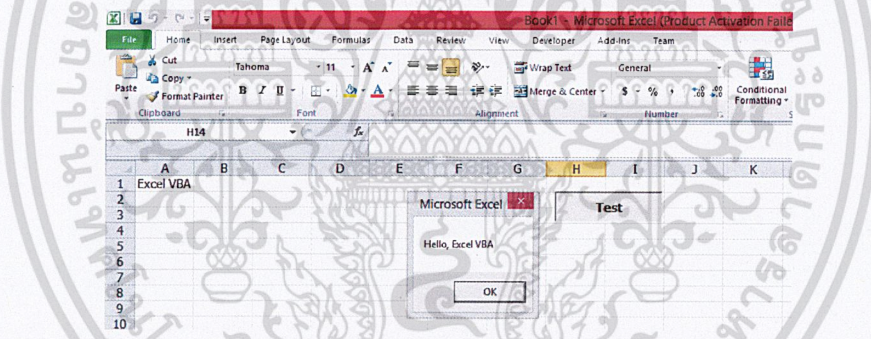 Book1 - Microsoft Excel (Product Activation Faile
File Home Insert Page Layout Formulas Data Review View Developer Add-Ins Team
Cut Tahoma 11 A A Wrap Text General
Copy
Paste Format Painter B I U A Merge & Center $ % , .00 Conditional Formatting
Clipboard Font Alignment Number S
H14 fx
A B C D E F G H I J K
1 Excel VBA
2 Microsoft Excel Test
3
4
5 Hello, Excel VBA
6
7
8 OK
9
10